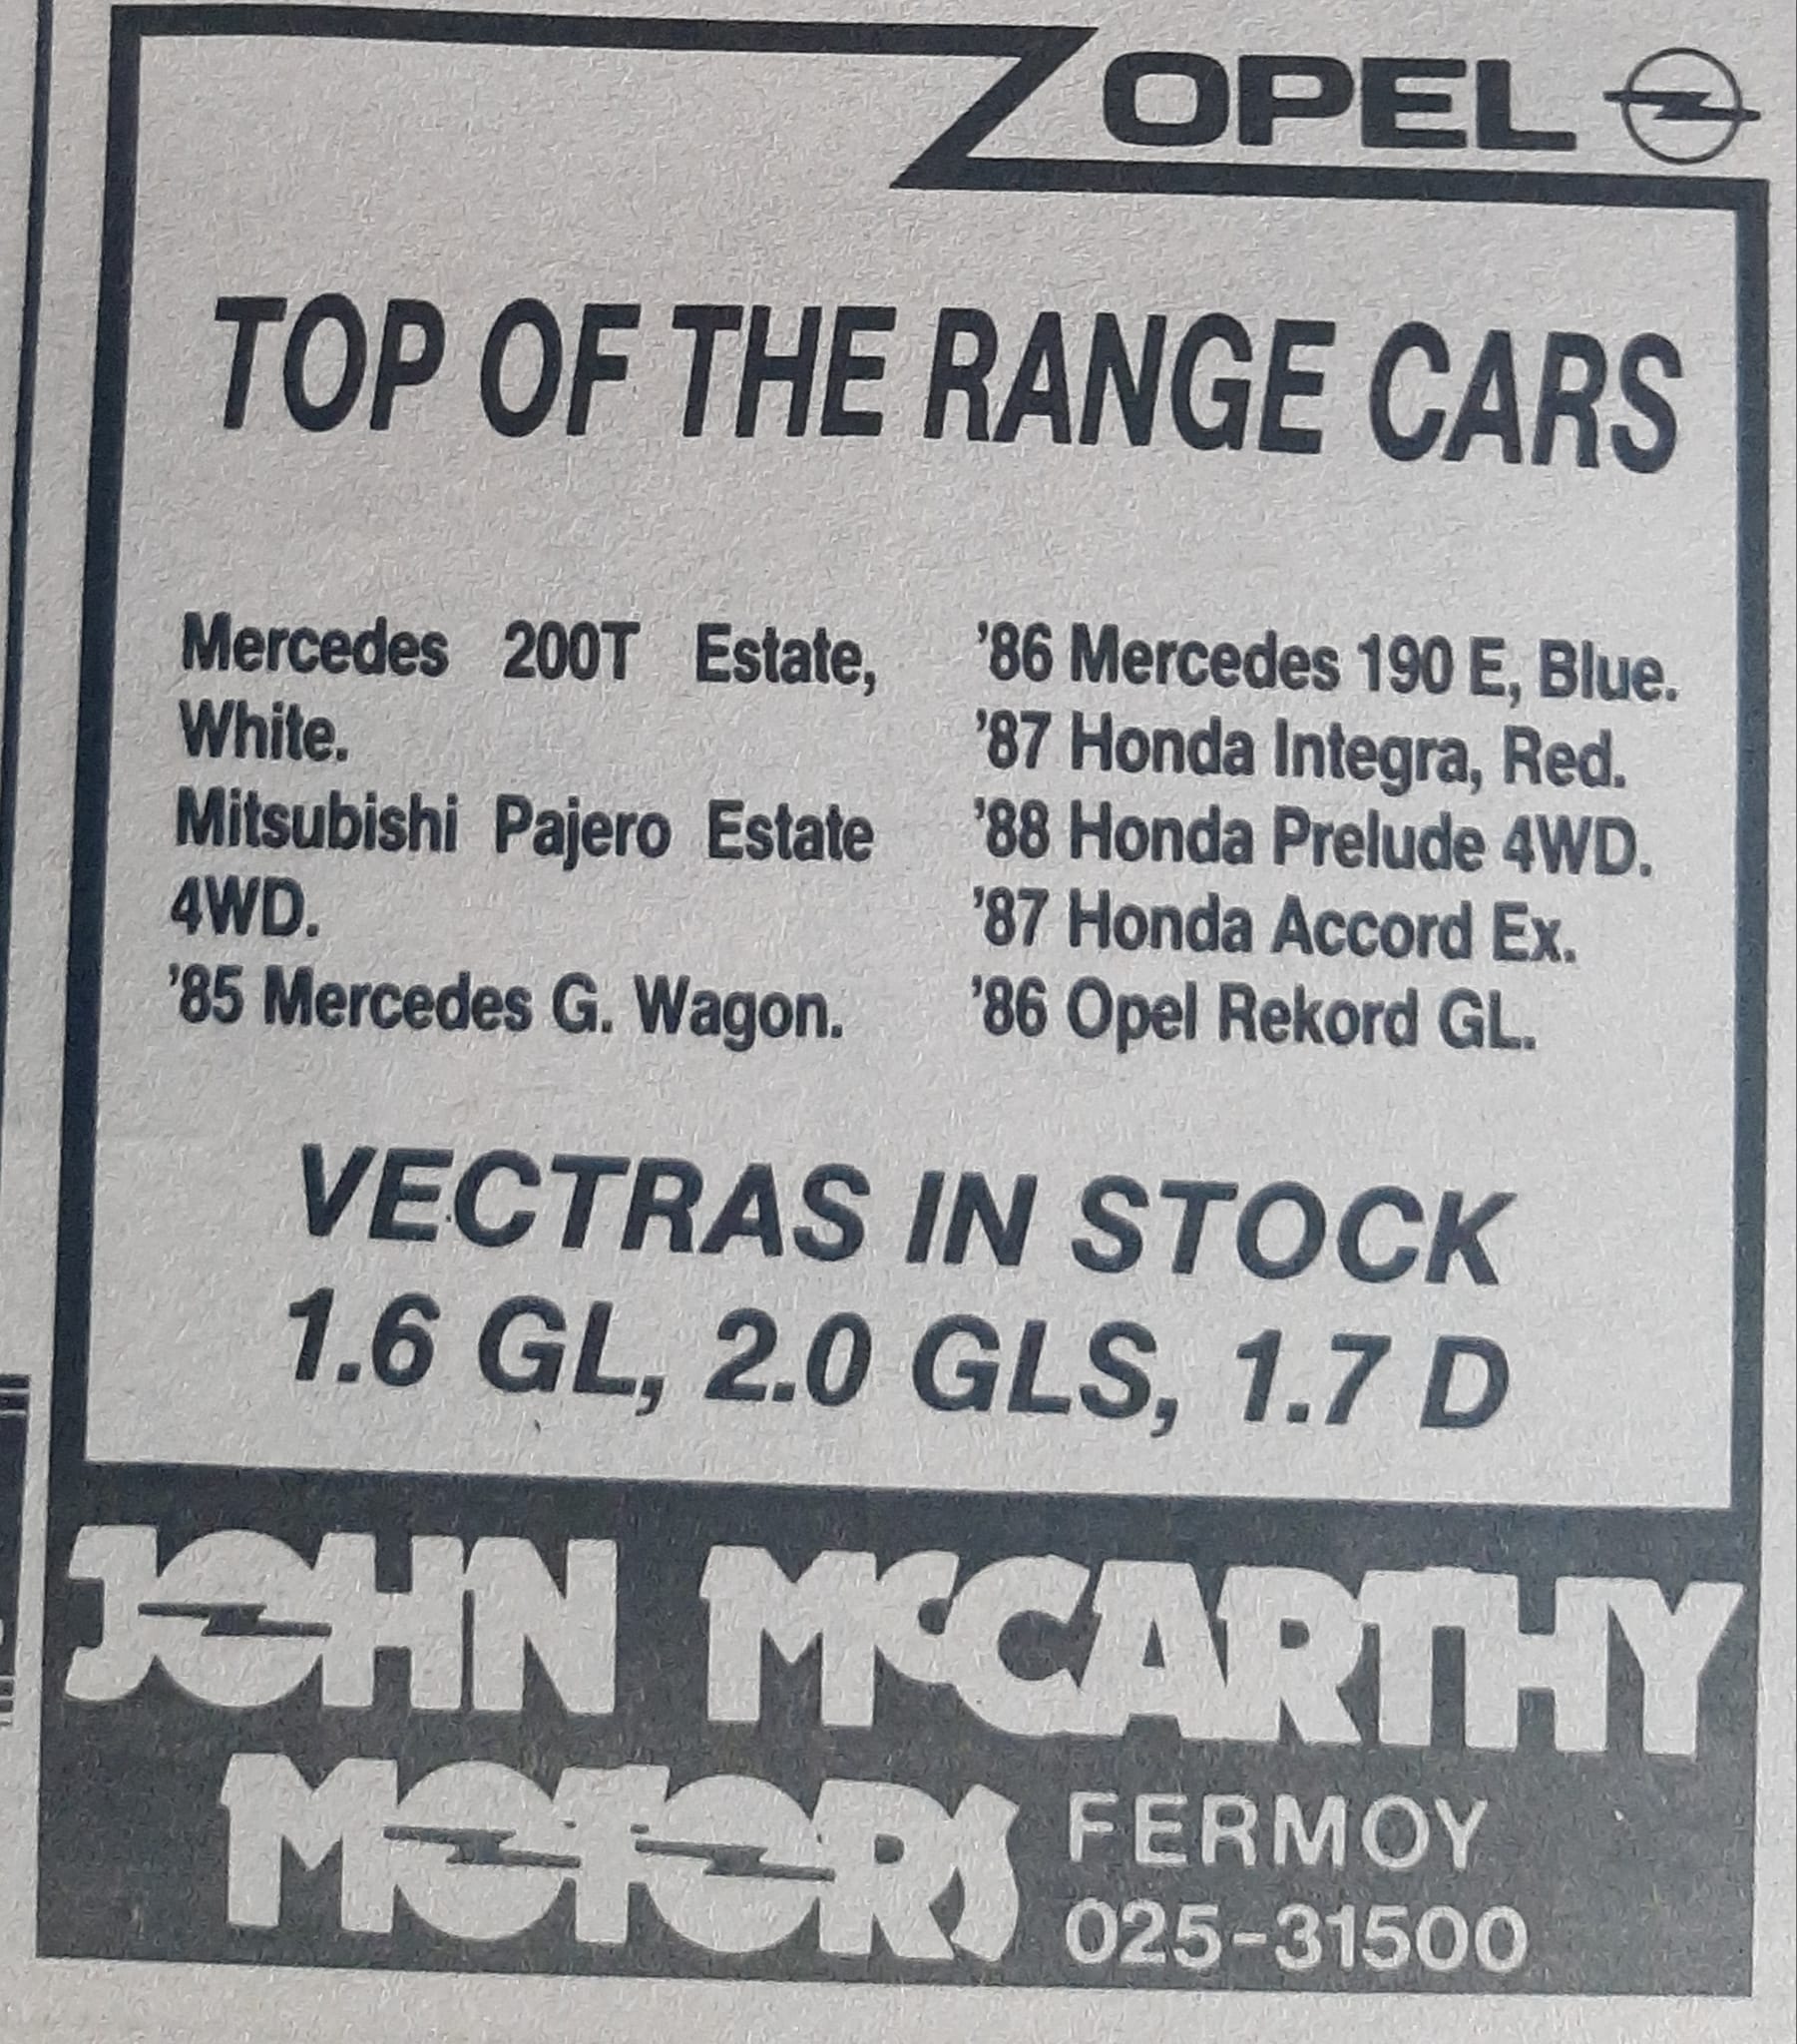 OPEL
TOP OF THE RANGE CARS
Mercedes 200T Estate,
White.
Mitsubishi Pajero Estate
4WD.
'85 Mercedes G. Wagon.
'86 Mercedes 190 E, Blue.
'87 Honda Integra, Red.
'88 Honda Prelude 4WD.
'87 Honda Accord Ex.
'86 Opel Rekord GL.
VECTRAS IN STOCK
1.6 GL, 2.0 GLS, 1.7 D
JOHN MCCARTHY
MOTORS
FERMOY
025-31500